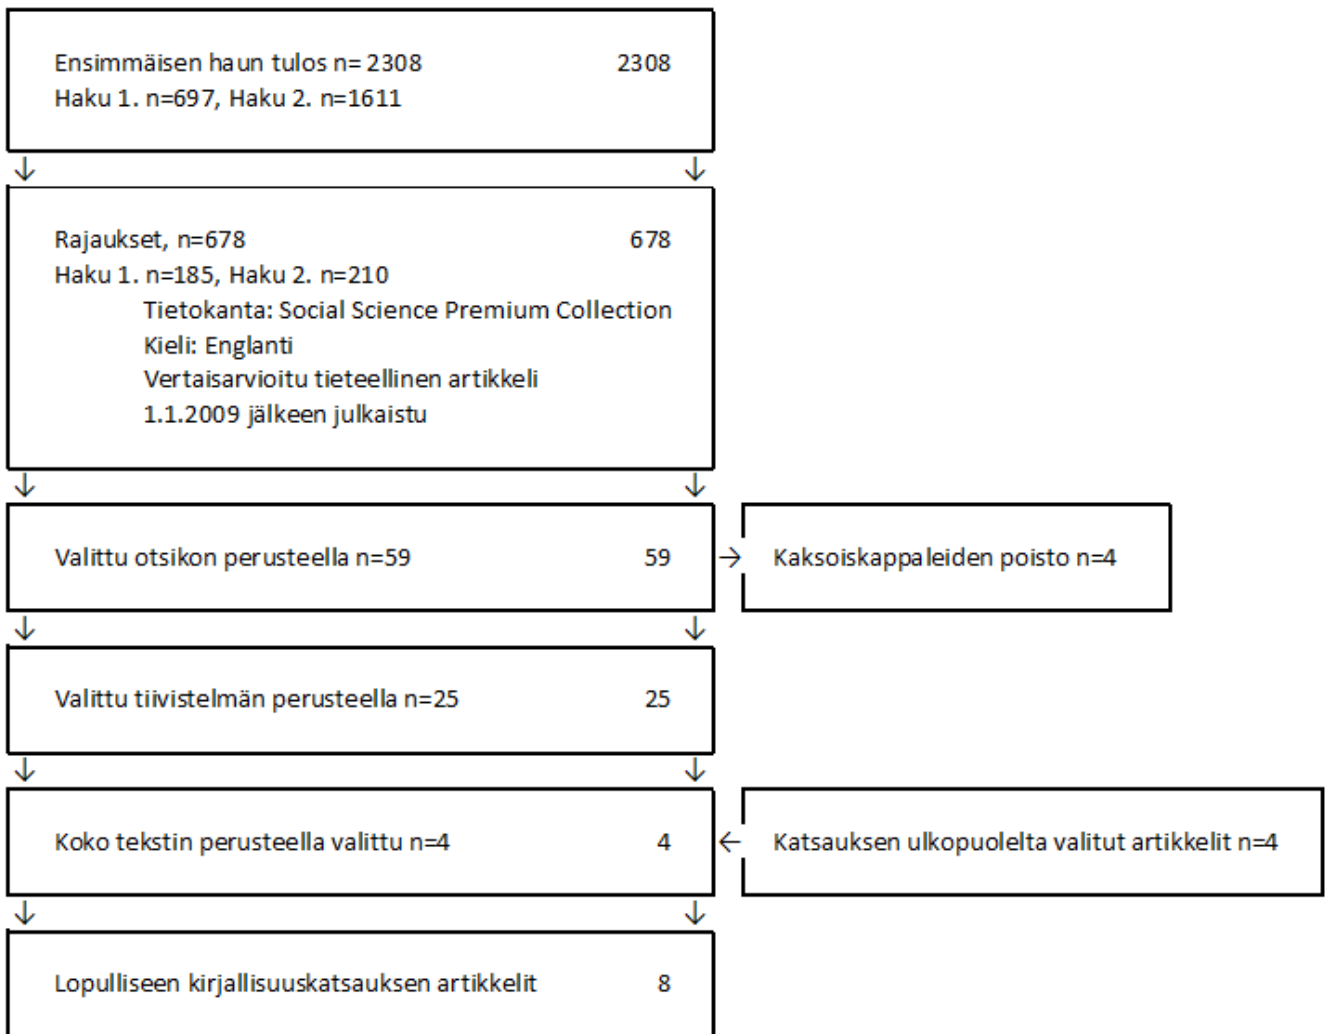 Ensimmäisen haun tulos n= 2308 2308
Haku 1. n=697, Haku 2. n=1611
Rajaukset, n=678 678
Haku 1. n=185, Haku 2. n=210
Tietokanta: Social Science Premium Collection
Kieli: Englanti
Vertaisarvioitu tieteellinen artikkeli
1.1.2009 jälkeen julkaistu
Valittu otsikon perusteella n=59 59
Kaksoiskappaleiden poisto n=4
Valittu tiivistelmän perusteella n=25 25
Koko tekstin perusteella valittu n=4 4
Katsauksen ulkopuolelta valitut artikkelit n=4
Lopulliseen kirjallisuuskatsauksen artikkelit 8